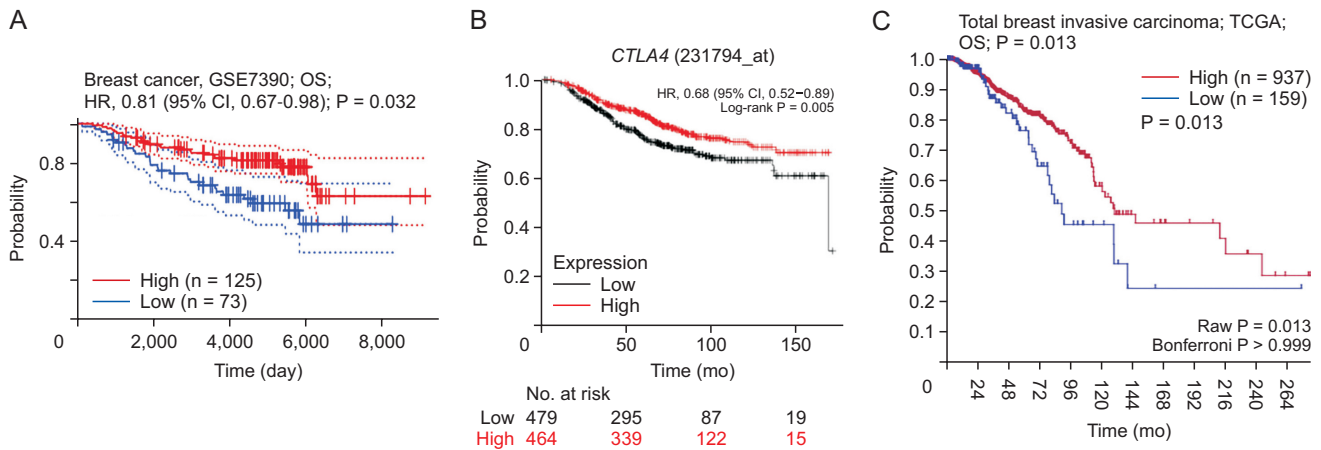 A
Breast cancer, GSE7390; OS;
HR, 0.81 (95% CI, 0.67-0.98); P = 0.032
Probability
0.8
0.4
High (n = 125)
Low (n = 73)
0
2,000
4,000
6,000
8,000
Time (day)
B
CTLA4 (231794_at)
HR, 0.68 (95% CI, 0.52–0.89)
Log-rank P = 0.005
Probability
1.0
0.8
0.6
0.4
0.2
Expression
Low
High
0
50
100
150
Time (mo)
No. at risk
Low 479 295 87 19
High 464 339 122 15
C
Total breast invasive carcinoma; TCGA;
OS; P = 0.013
High (n = 937)
Low (n = 159)
P = 0.013
Probability
1.0
0.9
0.8
0.7
0.6
0.5
0.4
0.3
0.2
0.1
Raw P = 0.013
Bonferroni P > 0.999
0
24
48
72
96
120
144
168
192
216
240
264
Time (mo)